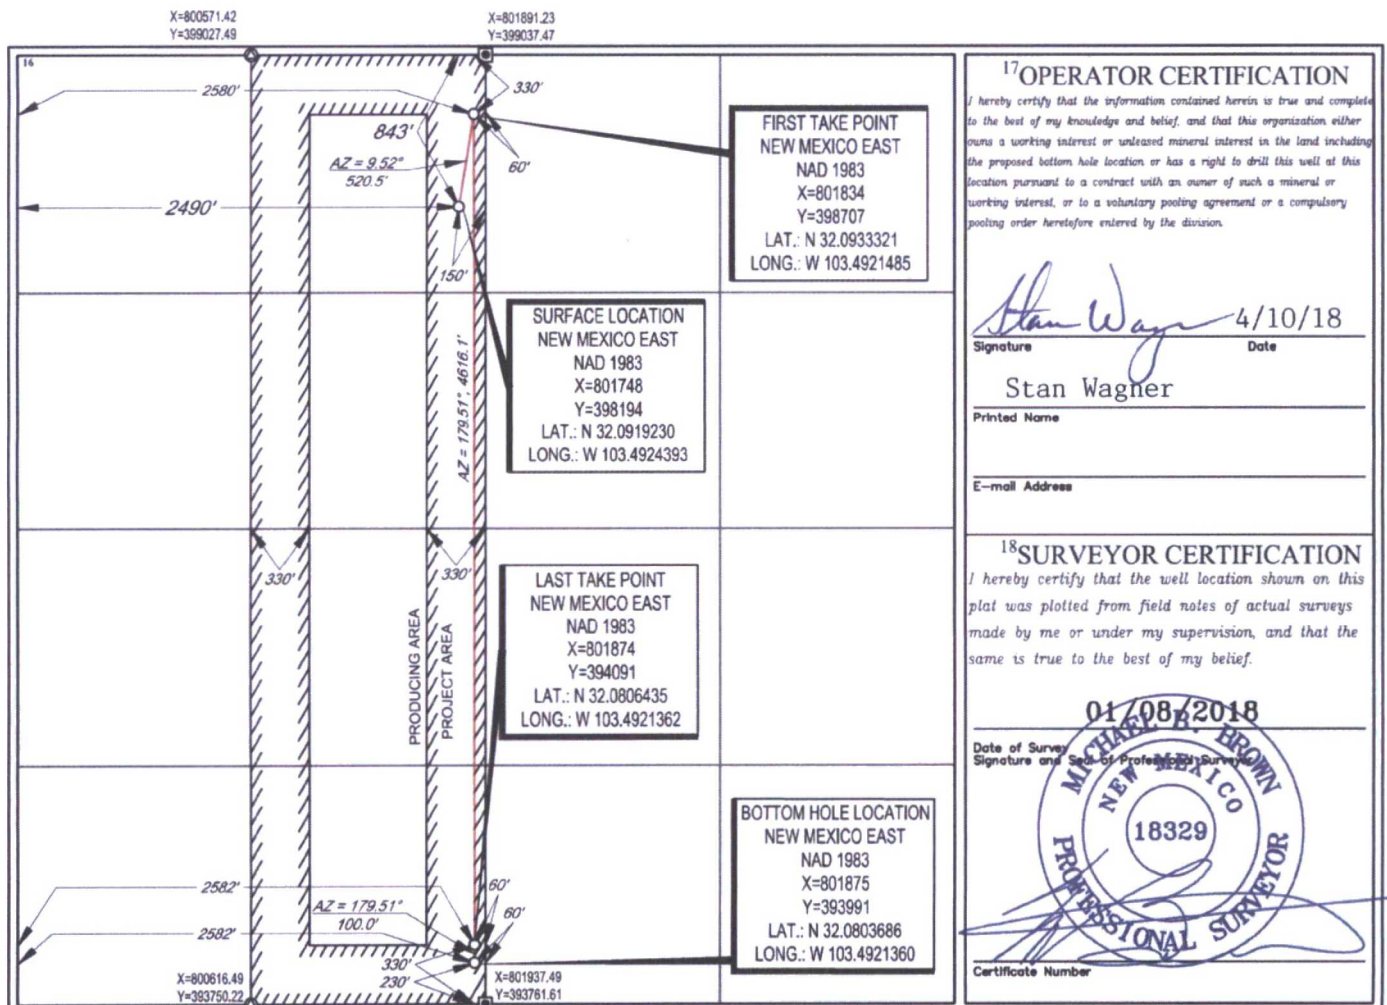 X=800571.42
Y=399027.49
X=801891.23
Y=399037.47
16
2580'
330'
843'
60'
AZ = 9.52°
520.5'
2490'
150'
FIRST TAKE POINT
NEW MEXICO EAST
NAD 1983
X=801834
Y=398707
LAT.: N 32.0933321
LONG.: W 103.4921485
SURFACE LOCATION
NEW MEXICO EAST
NAD 1983
X=801748
Y=398194
LAT.: N 32.0919230
LONG.: W 103.4924393
AZ = 179.51°, 4616.1'
330'
330'
PRODUCING AREA
PROJECT AREA
LAST TAKE POINT
NEW MEXICO EAST
NAD 1983
X=801874
Y=394091
LAT.: N 32.0806435
LONG.: W 103.4921362
BOTTOM HOLE LOCATION
NEW MEXICO EAST
NAD 1983
X=801875
Y=393991
LAT.: N 32.0803686
LONG.: W 103.4921360
2582'
60'
AZ = 179.51°
100.0'
60'
2582'
330'
230'
X=800616.49
Y=393750.22
X=801937.49
Y=393761.61
17 OPERATOR CERTIFICATION
I hereby certify that the information contained herein is true and complete
to the best of my knowledge and belief, and that this organization either
owns a working interest or unleased mineral interest in the land including
the proposed bottom hole location or has a right to drill this well at this
location pursuant to a contract with an owner of such a mineral or
working interest, or to a voluntary pooling agreement or a compulsory
pooling order heretofore entered by the division.
Stan Wagner 4/10/18
Signature Date
Stan Wagner
Printed Name
E-mail Address
18 SURVEYOR CERTIFICATION
I hereby certify that the well location shown on this
plat was plotted from field notes of actual surveys
made by me or under my supervision, and that the
same is true to the best of my belief.
01/08/2018
Date of Survey
Signature and Seal of Professional Surveyor
MICHAEL B. BROWN
NEW MEXICO
18329
PROFESSIONAL SURVEYOR
Certificate Number